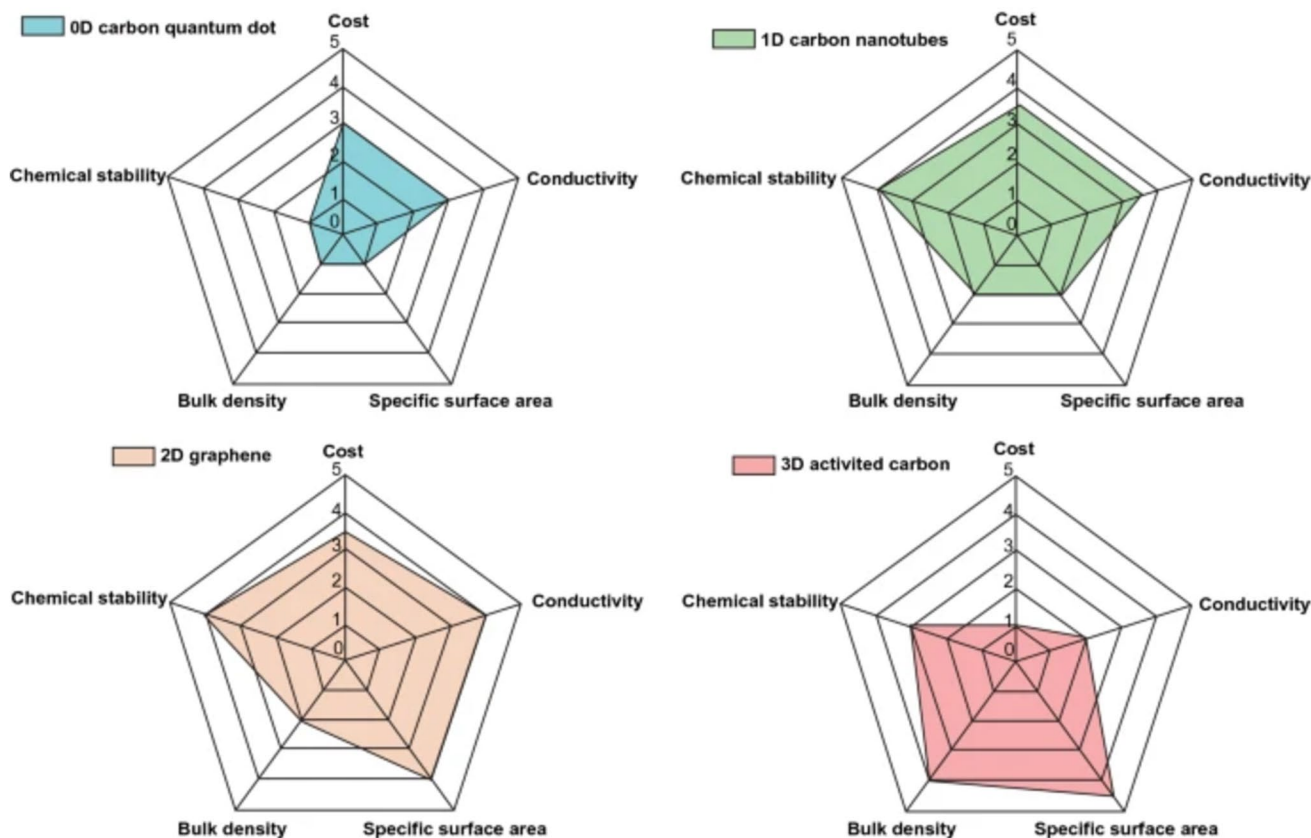 0D carbon quantum dot
Cost
5
4
3
2
1
0
Chemical stability
Conductivity
Bulk density
Specific surface area
1D carbon nanotubes
Cost
5
4
3
2
1
0
Chemical stability
Conductivity
Bulk density
Specific surface area
2D graphene
Cost
5
4
3
2
1
0
Chemical stability
Conductivity
Bulk density
Specific surface area
3D activited carbon
Cost
5
4
3
2
1
0
Chemical stability
Conductivity
Bulk density
Specific surface area